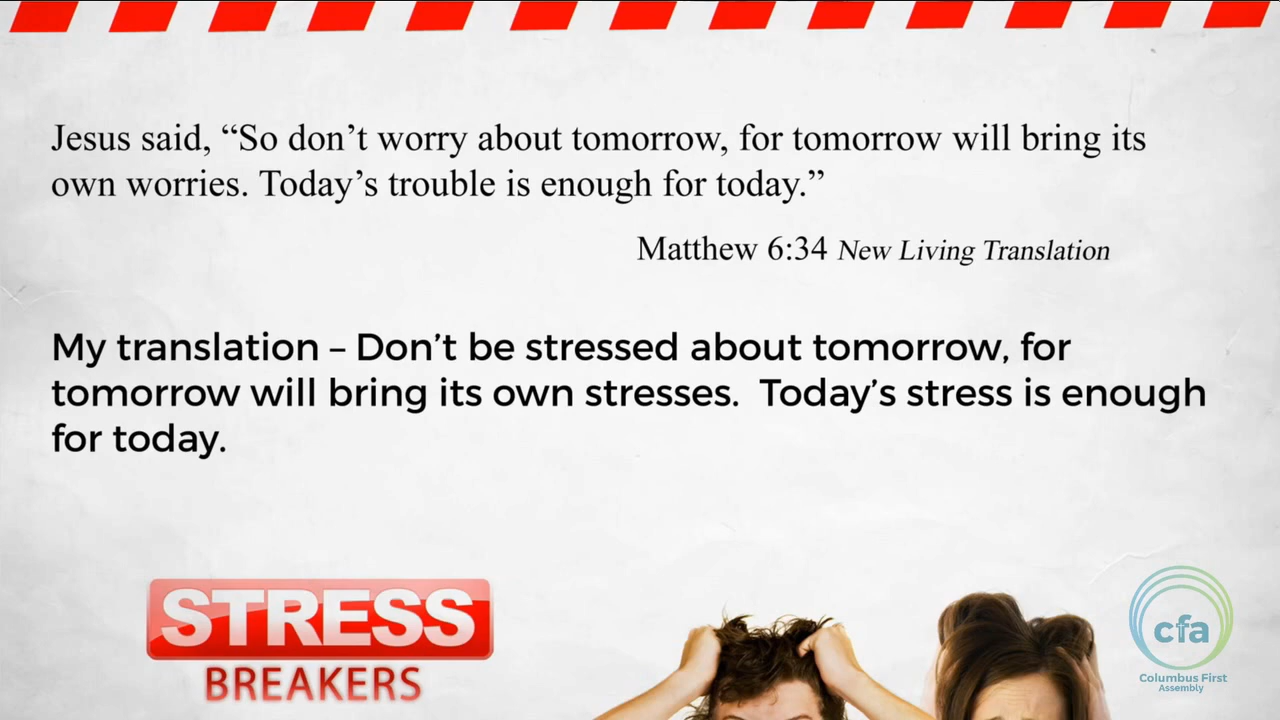 Jesus said, “So don’t worry about tomorrow, for tomorrow will bring its
own worries. Today’s trouble is enough for today.”
Matthew 6:34 New Living Translation
My translation – Don’t be stressed about tomorrow, for
tomorrow will bring its own stresses.  Today’s stress is enough
for today.
STRESS
BREAKERS
cfa
Columbus First
Assembly